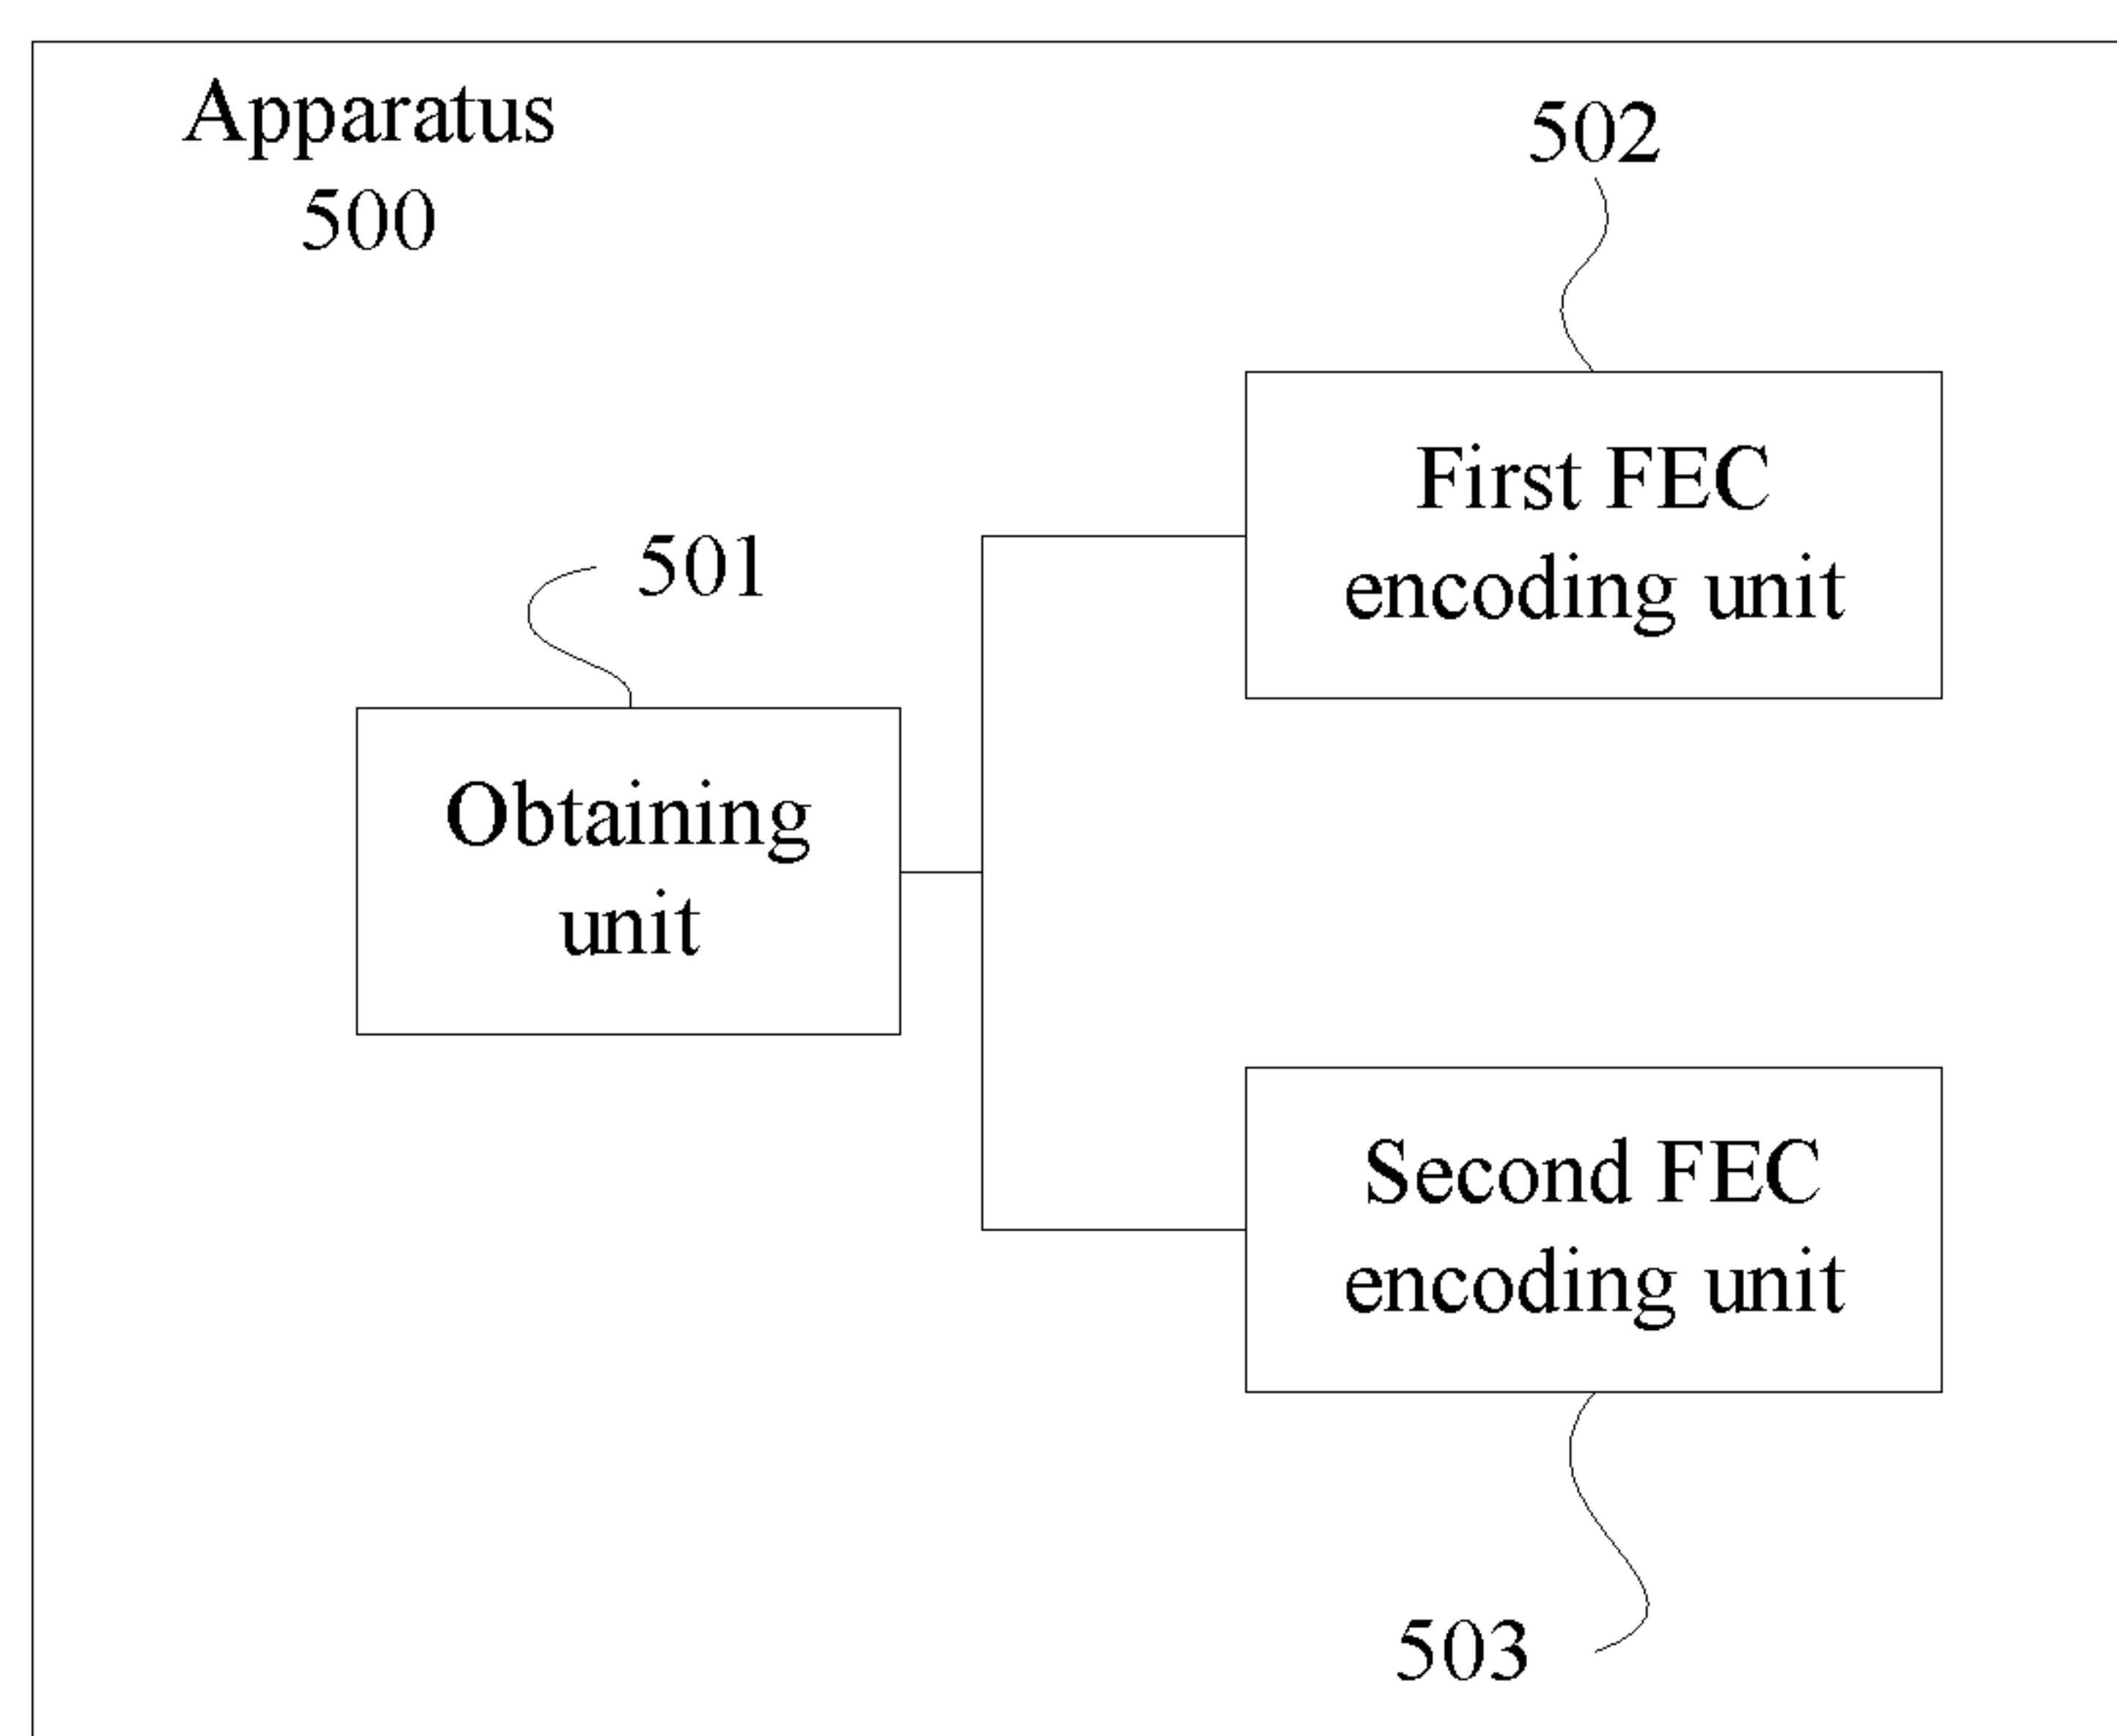 Apparatus
500
502
First FEC
encoding unit
501
Obtaining
unit
Second FEC
encoding unit
503